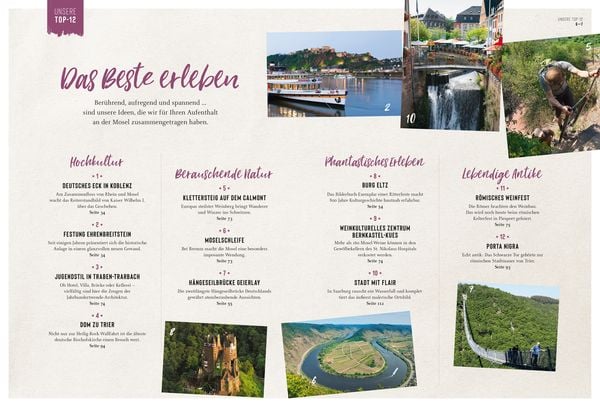 UNSERE
TOP-12
UNSERE TOP-12
6–7
Das Beste erleben
Berührend, aufregend und spannend ...
sind unsere Ideen, die wir für Ihren Aufenthalt
an der Mosel zusammengetragen haben.
2
10
5
Hochkultur
• 1 •
DEUTSCHES ECK IN KOBLENZ
Am Zusammenfluss von Rhein und Mosel
wacht das Reiterstandbild von Kaiser Wilhelm I.
über das Geschehen.
Seite 34
• 2 •
FESTUNG EHRENBREITSTEIN
Seit einigen Jahren präsentiert sich die historische
Anlage in einem glanzvollen neuen Gewand.
Seite 34
• 3 •
JUGENDSTIL IN TRABEN-TRARBACH
Ob Hotel, Villa, Brücke oder Kellerei –
vielfältig sind hier die Zeugen der
Jahrhundertwende-Architektur.
Seite 74
• 4 •
DOM ZU TRIER
Nicht nur zur Heilig-Rock-Wallfahrt ist die älteste
deutsche Bischofskirche einen Besuch wert.
Seite 94
Berauschende Natur
• 5 •
KLETTERSTEIG AUF DEM CALMONT
Europas steilster Weinberg bringt Wanderer
und Winzer ins Schwitzen.
Seite 73
• 6 •
MOSELSCHLEIFE
Bei Bremm macht die Mosel eine besonders
imposante Wendung.
Seite 73
• 7 •
HÄNGESEILBRÜCKE GEIERLAY
Die zweitlängste Hängeseilbrücke Deutschlands
gewährt atemberaubende Aussichten.
Seite 55
Phantastisches Erleben
• 8 •
BURG ELTZ
Das Bilderbuch-Exemplar einer Ritterfeste macht
800 Jahre Kulturgeschichte hautnah erfahrbar.
Seite 54
• 9 •
WEINKULTURELLES ZENTRUM
BERNKASTEL-KUES
Mehr als 160 Mosel-Weine können in den
Gewölbekellern des St. Nikolaus-Hospitals
verkostet werden.
Seite 74
• 10 •
STADT MIT FLAIR
In Saarburg rauscht ein Wasserfall und komplet-
tiert das äußerst malerische Ortsbild
Seite 112
Lebendige Antike
• 11 •
RÖMISCHES WEINFEST
Die Römer brachten den Weinbau.
Das wird noch heute beim römischen
Kelterfest in Piesport geehrt.
Seite 75
• 12 •
PORTA NIGRA
Echt antik: Das Schwarze Tor gehörte zur
römischen Stadtmauer von Trier.
Seite 93
8
6
7